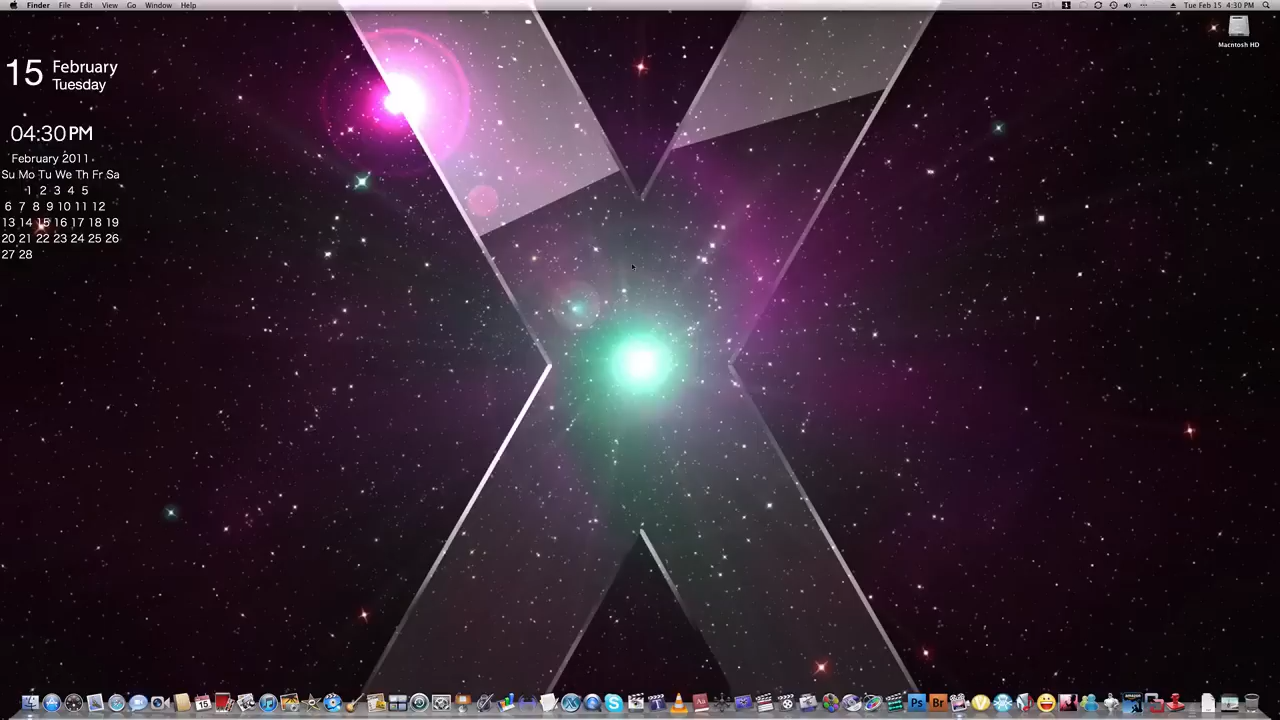 Finder File Edit View Go Window Help
Tue Feb 15 4:30 PM
Macintosh HD
15 February
Tuesday
04:30PM
February 2011
Su Mo Tu We Th Fr Sa
1 2 3 4 5
6 7 8 9 10 11 12
13 14 15 16 17 18 19
20 21 22 23 24 25 26
27 28
15
Ps
Br